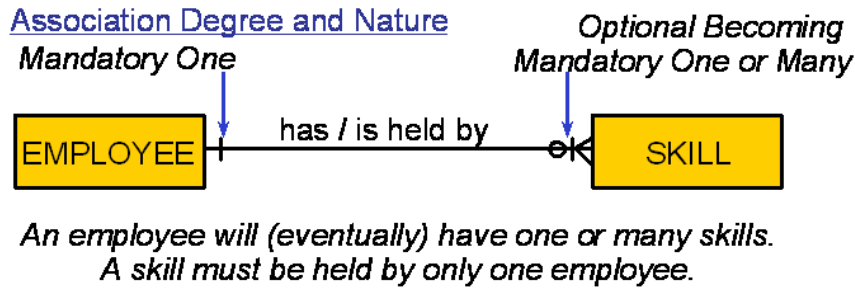 Association Degree and Nature
Mandatory One
Optional Becoming
Mandatory One or Many
has / is held by
EMPLOYEE
SKILL
An employee will (eventually) have one or many skills.
A skill must be held by only one employee.